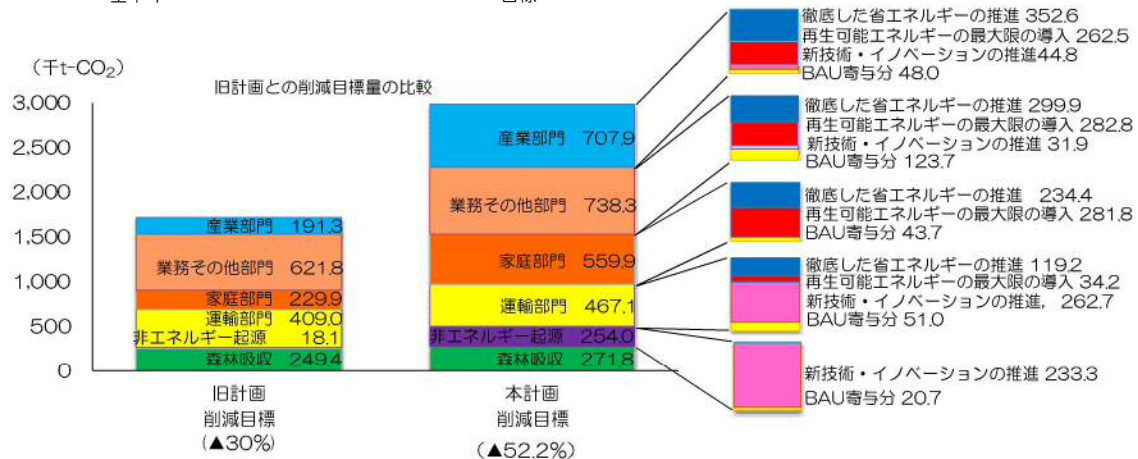 （千t-CO₂）
旧計画との削減目標量の比較
3,000
2,500
2,000
1,500
1,000
500
0
産業部門 191.3
業務その他部門 621.8
家庭部門 229.9
運輸部門 409.0
非エネルギー起源 18.1
森林吸収 249.4
旧計画
削減目標
（▲30%）
産業部門 707.9
業務その他部門 738.3
家庭部門 559.9
運輸部門 467.1
非エネルギー起源 254.0
森林吸収 271.8
本計画
削減目標
（▲52.2%）
徹底した省エネルギーの推進 352.6
再生可能エネルギーの最大限の導入 262.5
新技術・イノベーションの推進44.8
BAU寄与分 48.0
徹底した省エネルギーの推進 299.9
再生可能エネルギーの最大限の導入 282.8
新技術・イノベーションの推進 31.9
BAU寄与分 123.7
徹底した省エネルギーの推進 234.4
再生可能エネルギーの最大限の導入 281.8
BAU寄与分 43.7
徹底した省エネルギーの推進 119.2
再生可能エネルギーの最大限の導入 34.2
新技術・イノベーションの推進, 262.7
BAU寄与分 51.0
新技術・イノベーションの推進 233.3
BAU寄与分 20.7